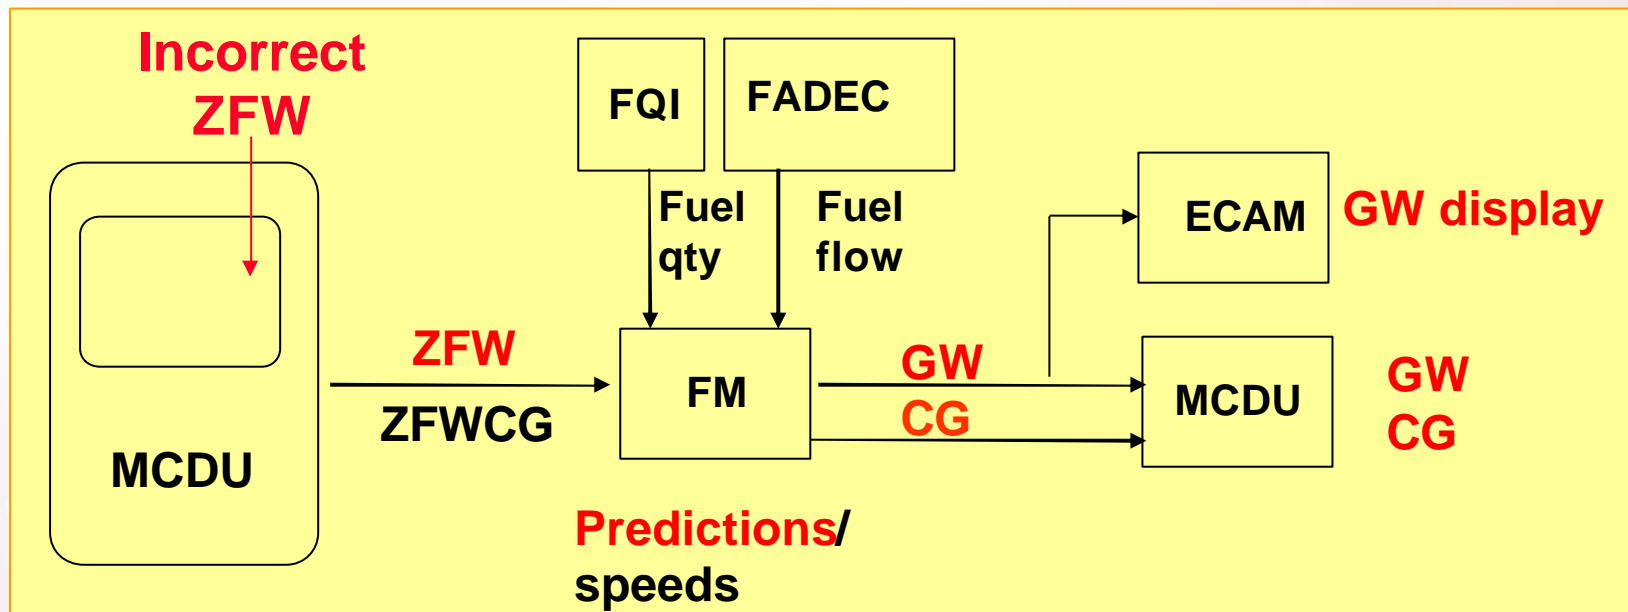 Incorrect
ZFW
FQI
FADEC
Fuel
qty
Fuel
flow
ECAM
GW display
MCDU
ZFW
ZFWCG
FM
GW
CG
MCDU
GW
CG
Predictions/
speeds